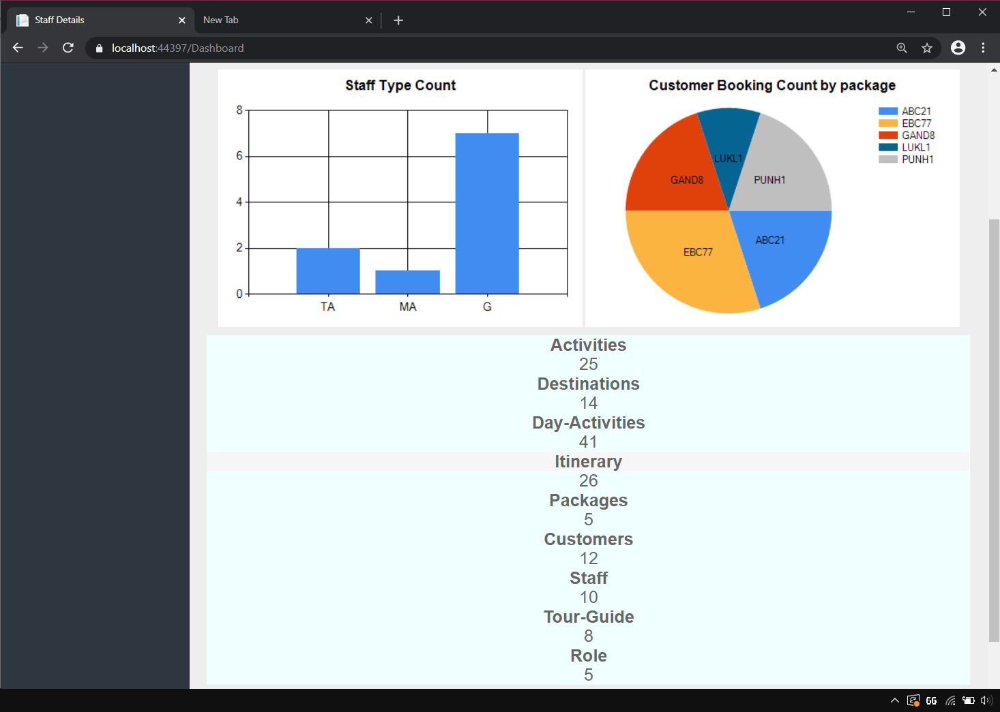 Staff Details
New Tab
localhost:44397/Dashboard
Staff Type Count
8
6
4
2
0
TA MA G
Customer Booking Count by package
ABC21
EBC77
GAND8
LUKL1
PUNH1
LUKL1
GAND8
PUNH1
ABC21
EBC77
Activities
25
Destinations
14
Day-Activities
41
Itinerary
26
Packages
5
Customers
12
Staff
10
Tour-Guide
8
Role
5
66